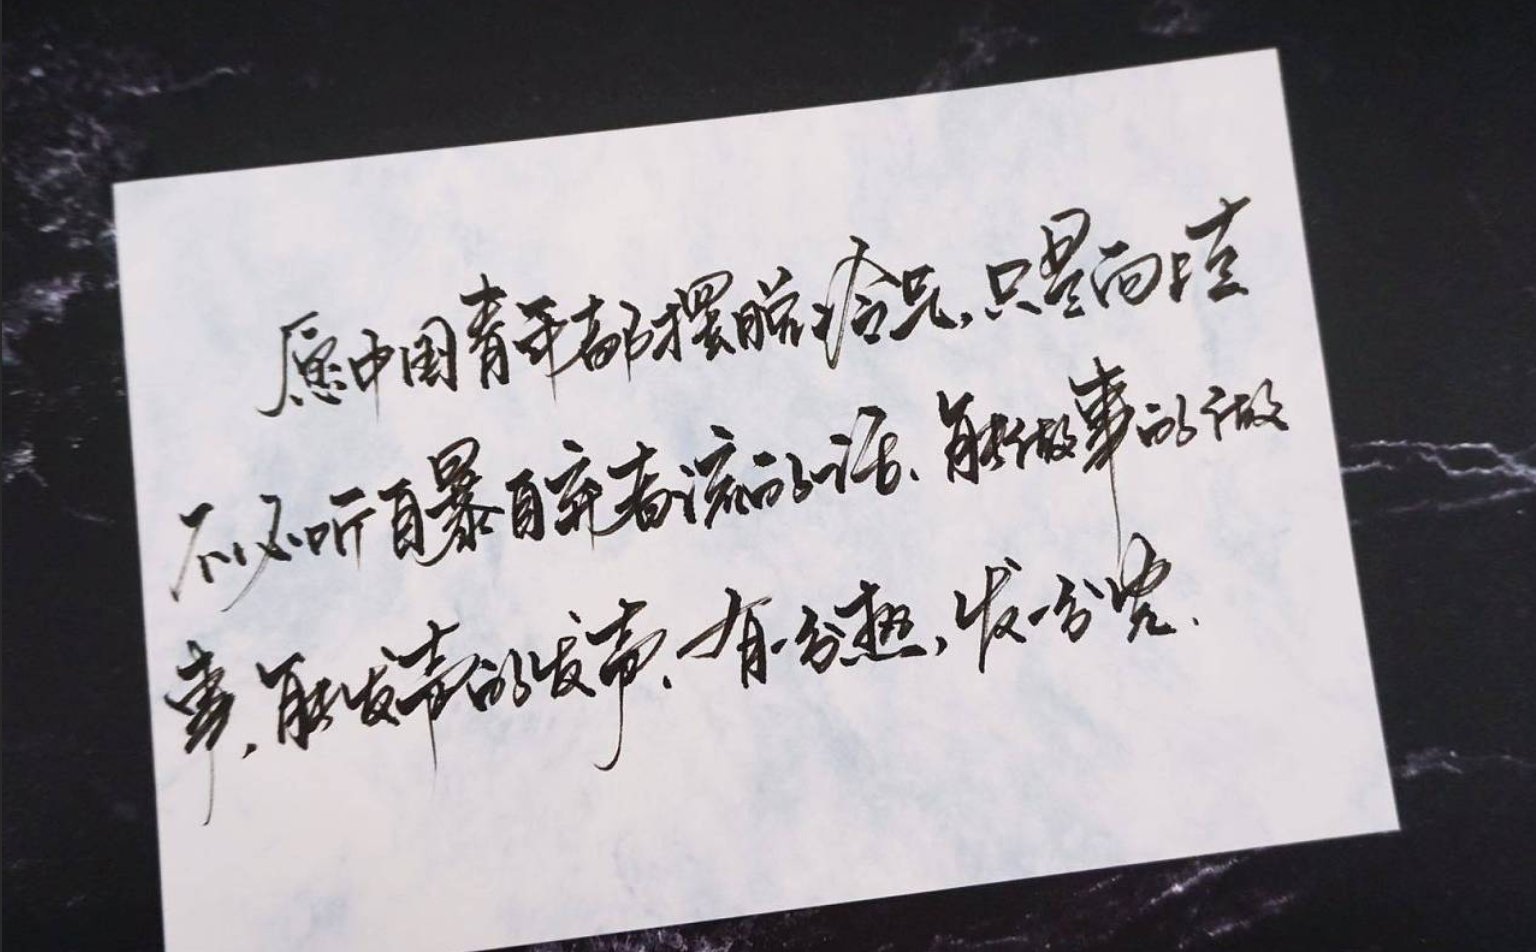 愿中国青年都摆脱冷气，只是向上走
不必听自暴自弃者流的话、能做事的做
事，能发声的发声、有一分热，发一分光、